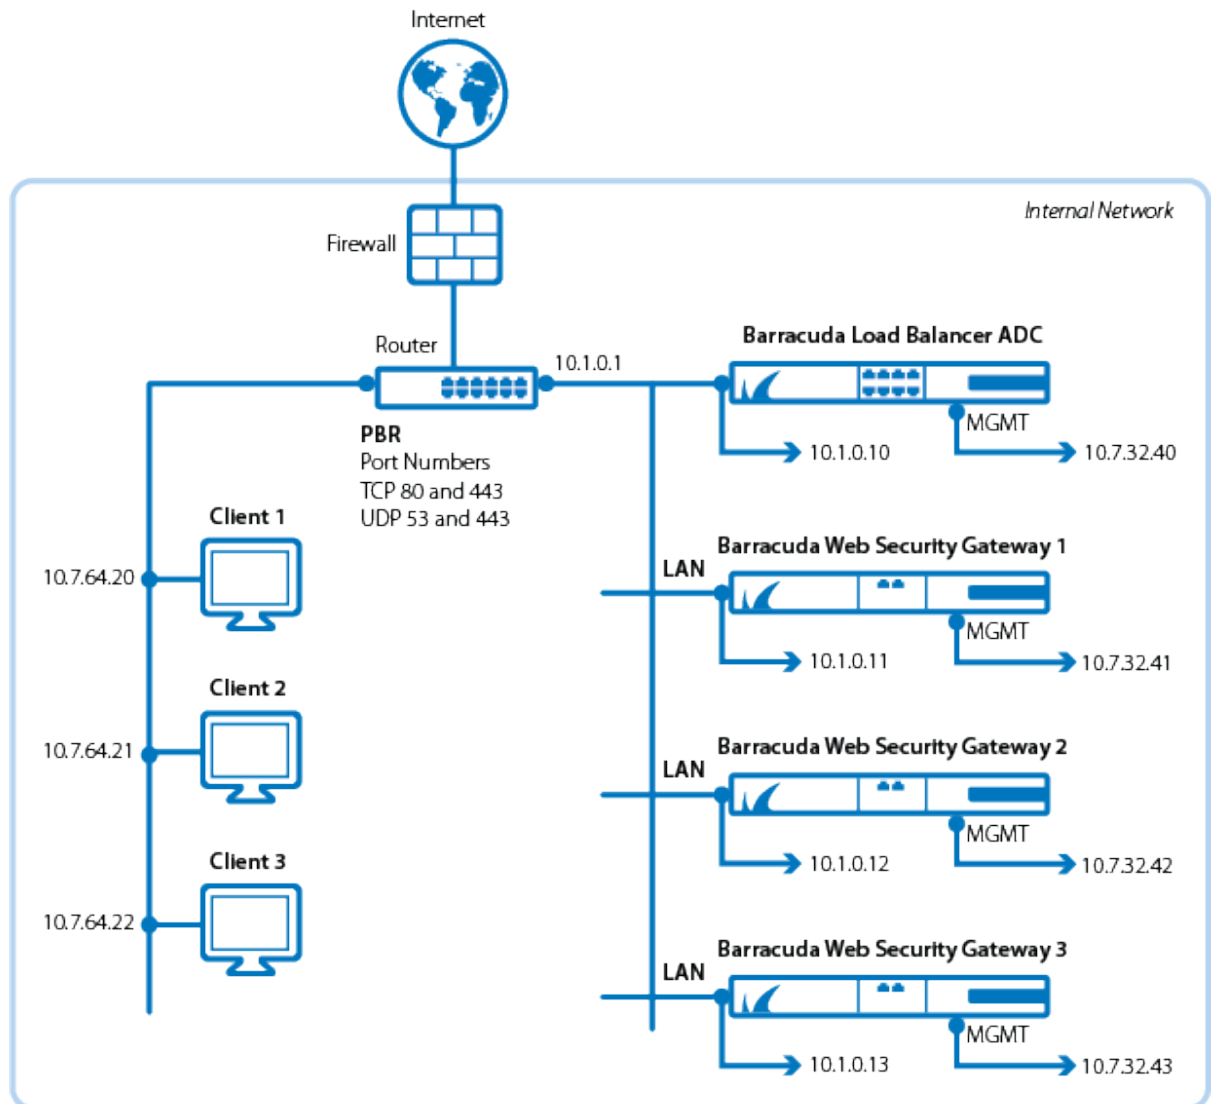 Internet
Internal Network
Firewall
Router
10.1.0.1
Barracuda Load Balancer ADC
MGMT
10.1.0.10
10.7.32.40
PBR
Port Numbers
TCP 80 and 443
UDP 53 and 443
Client 1
10.7.64.20
Client 2
10.7.64.21
Client 3
10.7.64.22
Barracuda Web Security Gateway 1
LAN
MGMT
10.1.0.11
10.7.32.41
Barracuda Web Security Gateway 2
LAN
MGMT
10.1.0.12
10.7.32.42
Barracuda Web Security Gateway 3
LAN
MGMT
10.1.0.13
10.7.32.43